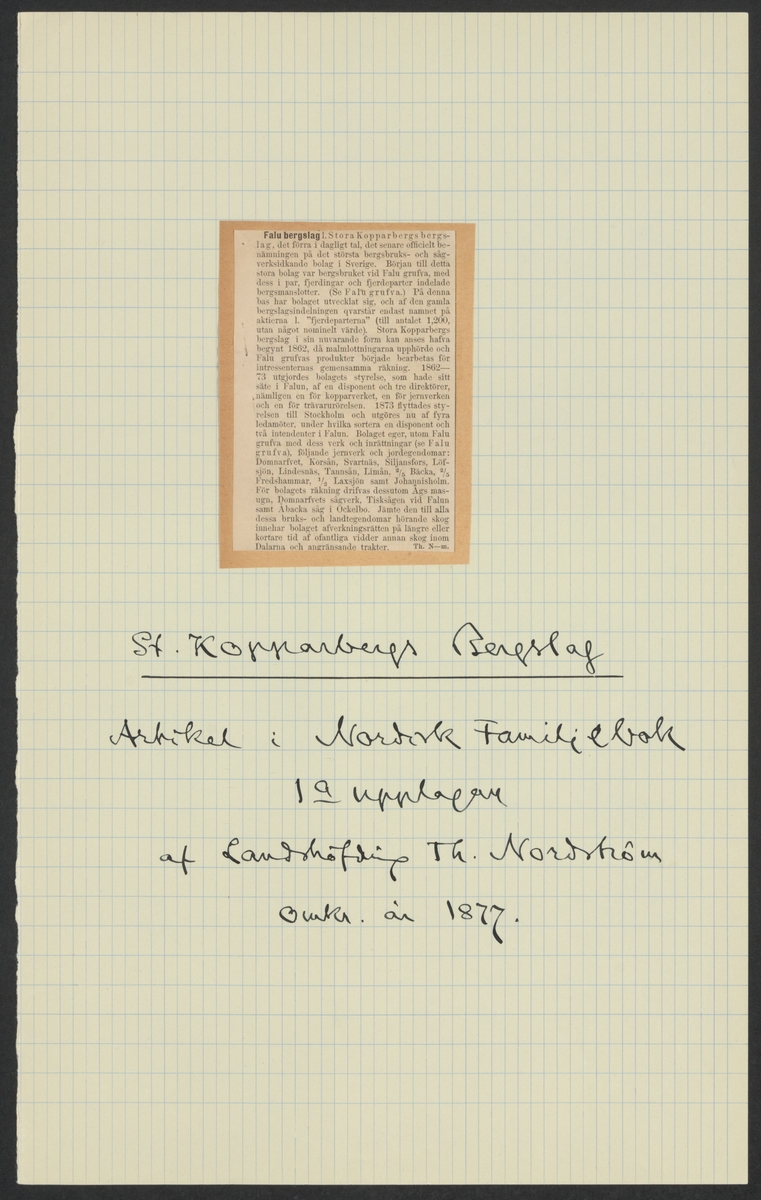 Falu bergslag l. Stora Kopparbergs bergs-
lag, det förra i dagligt tal, det senare officielt be-
nämningen på det största bergsbruks- och såg-
verksidkande bolag i Sverige. Början till detta
stora bolag var bergsbruket vid Falu grufva, med
dess i par, fjerdingar och fjerdeparter indelade
bergsmanslotter. (Se Falu grufva.) På denna
bas har bolaget utvecklat sig, och af den gamla
bergslagsindelningen qvarstår endast namnet på
aktierna l. "fjerdeparterna" (till antalet 1,200,
utan något nominelt värde). Stora Kopparbergs
bergslag i sin nuvarande form kan anses hafva
begynt 1862, då malmlottningarna upphörde och
Falu grufvas produkter började bearbetas för
intressenternas gemensamma räkning. 1862—
73 utgjordes bolagets styrelse, som hade sitt
säte i Falun, af en disponent och tre direktörer,
nämligen en för kopparverket, en för jernverken
och en för trävarurörelsen. 1873 flyttades sty-
relsen till Stockholm och utgöres nu af fyra
ledamöter, under hvilka sortera en disponent och
två intendenter i Falun. Bolaget eger, utom Falu
grufva med dess verk och inrättningar (se Falu
grufva), följande jernverk och jordegendomar:
Domnarfvet, Korsån, Svartnäs, Siljansfors, Löf-
sjön, Lindesnäs, Tannsån, Limån, Bäcka,
Fredshammar, 1/2 Laxsjön samt Johannisholm.
För bolagets räkning drifvas dessutom Ågs mas-
ugn, Domnarfvets sågverk, Tisksågen vid Falun
samt Åbacka såg i Ockelbo. Jämte den till alla
dessa bruks- och landtegendomar hörande skog
innehar bolaget afverkningsrätten på längre eller
kortare tid af ofantliga vidder annan skog inom
Dalarna och angränsande trakter. Th. N—m.
St. Kopparbergs Bergslag
Artikel i Nordisk Familjebok
1a upplagan
af Landshöfding Th. Nordström
omkr. år 1877.